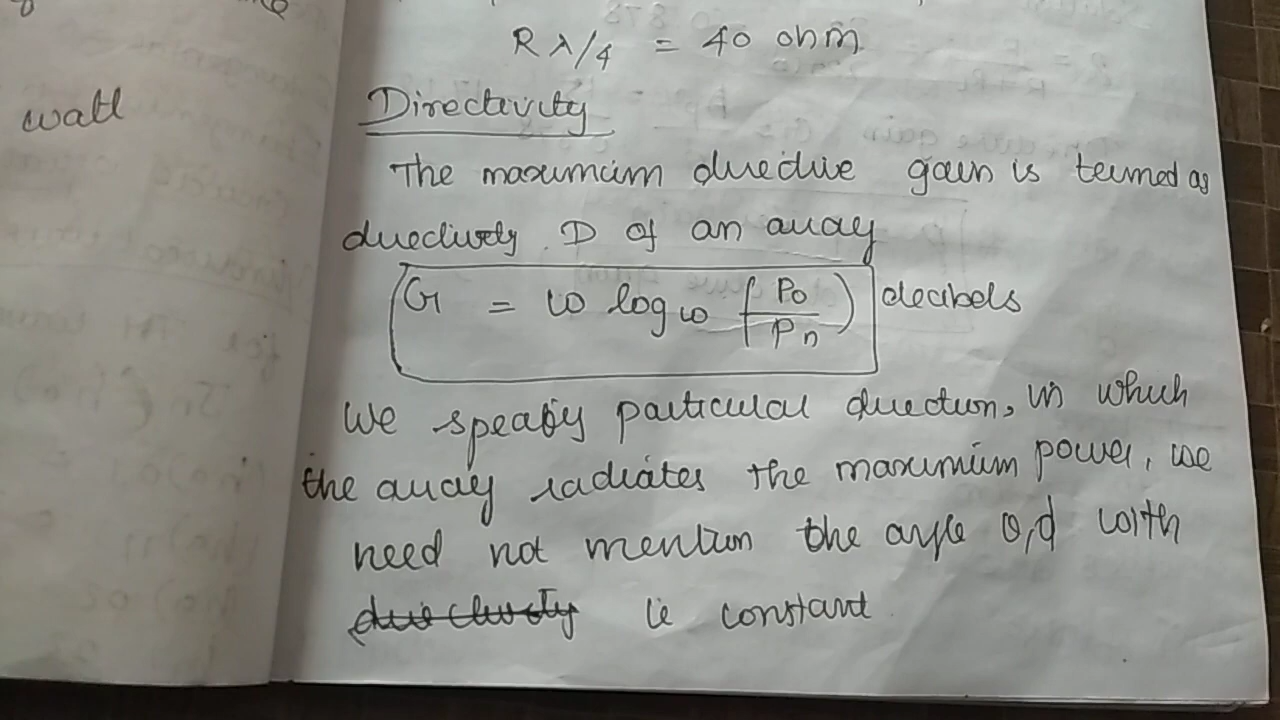 wall
Rλ/4 = 40 ohm
Directivity
The maximum directive gain is termed as
directively D of an array
G = 10 log10 (P0/Pn) decibels
We specify particular direction, in which
the array radiates the maximum power, we
need not mention the angle θ,φ with
directivity ie constant